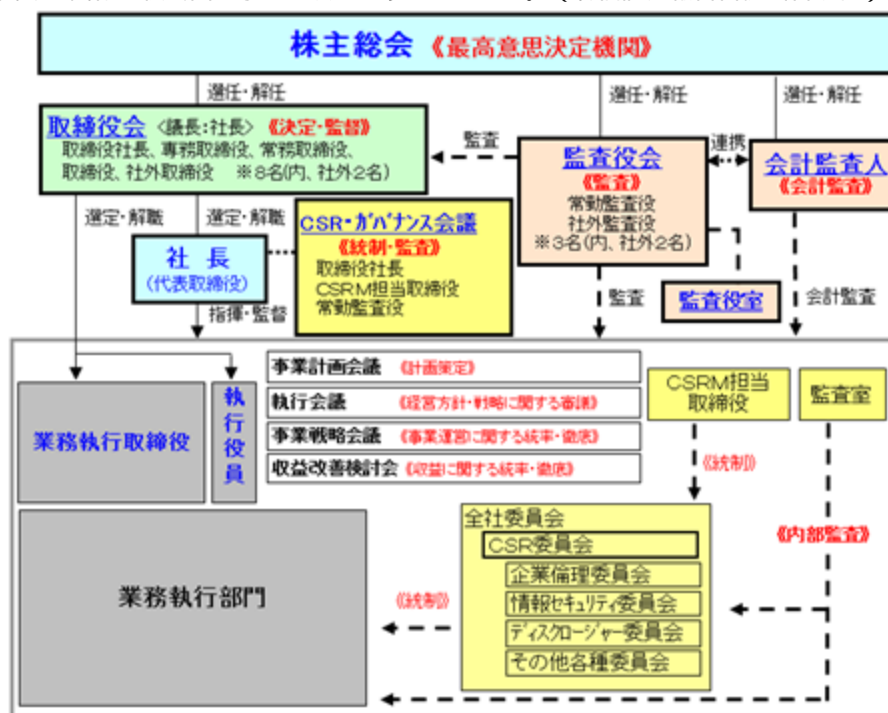 株主総会 《最高意思決定機関》
選任・解任
選任・解任
選任・解任
取締役会 〈議長:社長〉 《決定・監督》
取締役社長、専務取締役、常務取締役、
取締役、社外取締役 ※8名(内、社外2名)
監査
監査役会
《監査》
常勤監査役
社外監査役
※3名(内、社外2名)
連携
会計監査人
《会計監査》
選定・解職
選定・解職
社 長
(代表取締役)
CSR・ガバナンス会議
《統制・監査》
取締役社長
CSRM担当取締役
常勤監査役
指揮・監督
監査
監査役室
会計監査
事業計画会議 《計画策定》
執行会議 《経営方針・戦略に関する審議》
事業戦略会議 《事業運営に関する統率・徹底》
収益改善検討会 《収益に関する統率・徹底》
CSRM担当
取締役
監査室
業務執行取締役
執行役員
《統制》
全社委員会
CSR委員会
企業倫理委員会
情報セキュリティ委員会
ディスクロージャー委員会
その他各種委員会
《内部監査》
業務執行部門
《統制》